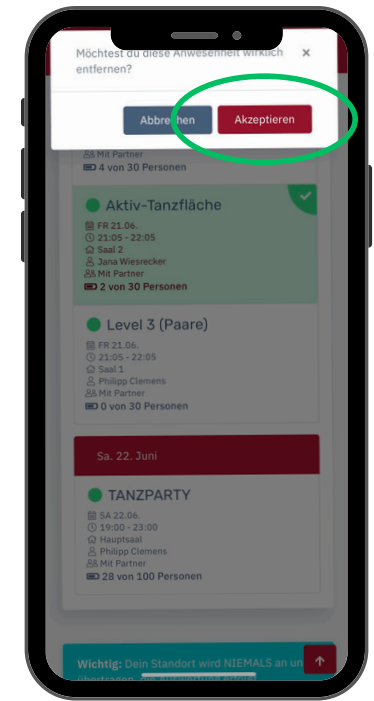 Möchtest du diese Anwesenheit wirklich ×
entfernen?
Abbrechen Akzeptieren
Mit Partner
4 von 30 Personen
Aktiv-Tanzfläche
FR 21.06.
21:05 - 22:05
Saal 2
Jana Wiesrecker
Mit Partner
2 von 30 Personen
Level 3 (Paare)
FR 21.06.
21:05 - 22:05
Saal 1
Philipp Clemens
Mit Partner
0 von 30 Personen
Sa. 22. Juni
TANZPARTY
SA 22.06.
19:00 - 23:00
Hauptsaal
Philipp Clemens
Mit Partner
28 von 100 Personen
Wichtig: Dein Standort wird NIEMALS an un
übertragen, die